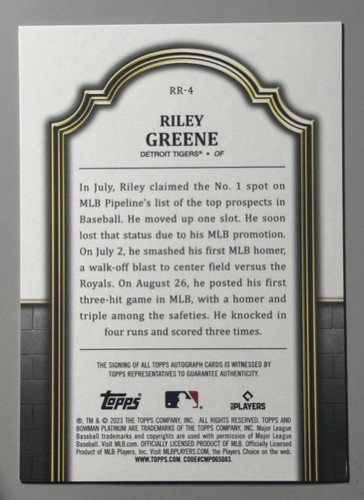 RR-4
RILEY
GREENE
DETROIT TIGERS® • OF
In July, Riley claimed the No. 1 spot on
MLB Pipeline's list of the top prospects in
Baseball. He moved up one slot. He soon
lost that status due to his MLB promotion.
On July 2, he smashed his first MLB homer,
a walk-off blast to center field versus the
Royals. On August 26, he posted his first
three-hit game in MLB, with a homer and
triple among the safeties. He knocked in
four runs and scored three times.
THE SIGNING OF ALL TOPPS AUTOGRAPH CARDS IS WITNESSED BY
TOPPS REPRESENTATIVES TO GUARANTEE AUTHENTICITY.
Topps
PLAYERS
®, TM & © 2023 THE TOPPS COMPANY, INC. ALL RIGHTS RESERVED. TOPPS AND
BOWMAN PLATINUM ARE TRADEMARKS OF THE TOPPS COMPANY, INC. Major League
Baseball trademarks and copyrights are used with permission of Major League
Baseball. Visit MLB.com. OFFICIALLY LICENSED PRODUCT OF MLB. Officially Licensed
Product of MLB Players, Inc. Visit MLBPLAYERS.COM, the Players Choice on the web.
WWW.TOPPS.COM. CODE#CMP065083.